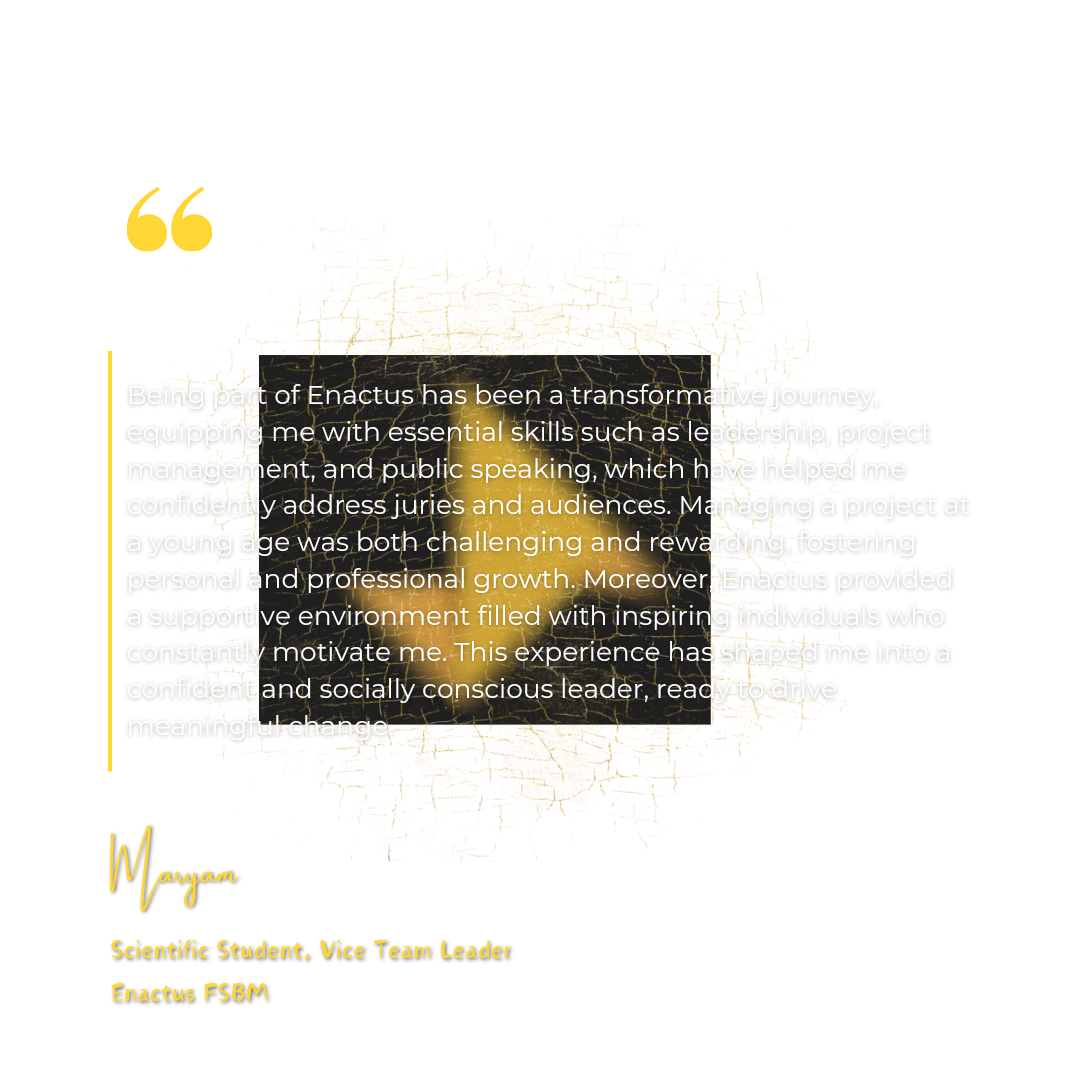 Being part of Enactus has been a transformative journey,
equipping me with essential skills such as leadership, project
management, and public speaking, which have helped me
confidently address juries and audiences. Managing a project at
a young age was both challenging and rewarding, fostering
personal and professional growth. Moreover, Enactus provided
a supportive environment filled with inspiring individuals who
constantly motivate me. This experience has shaped me into a
confident and socially conscious leader, ready to drive
meaningful change.
Maryam
Scientific Student, Vice Team Leader
Enactus FSBM